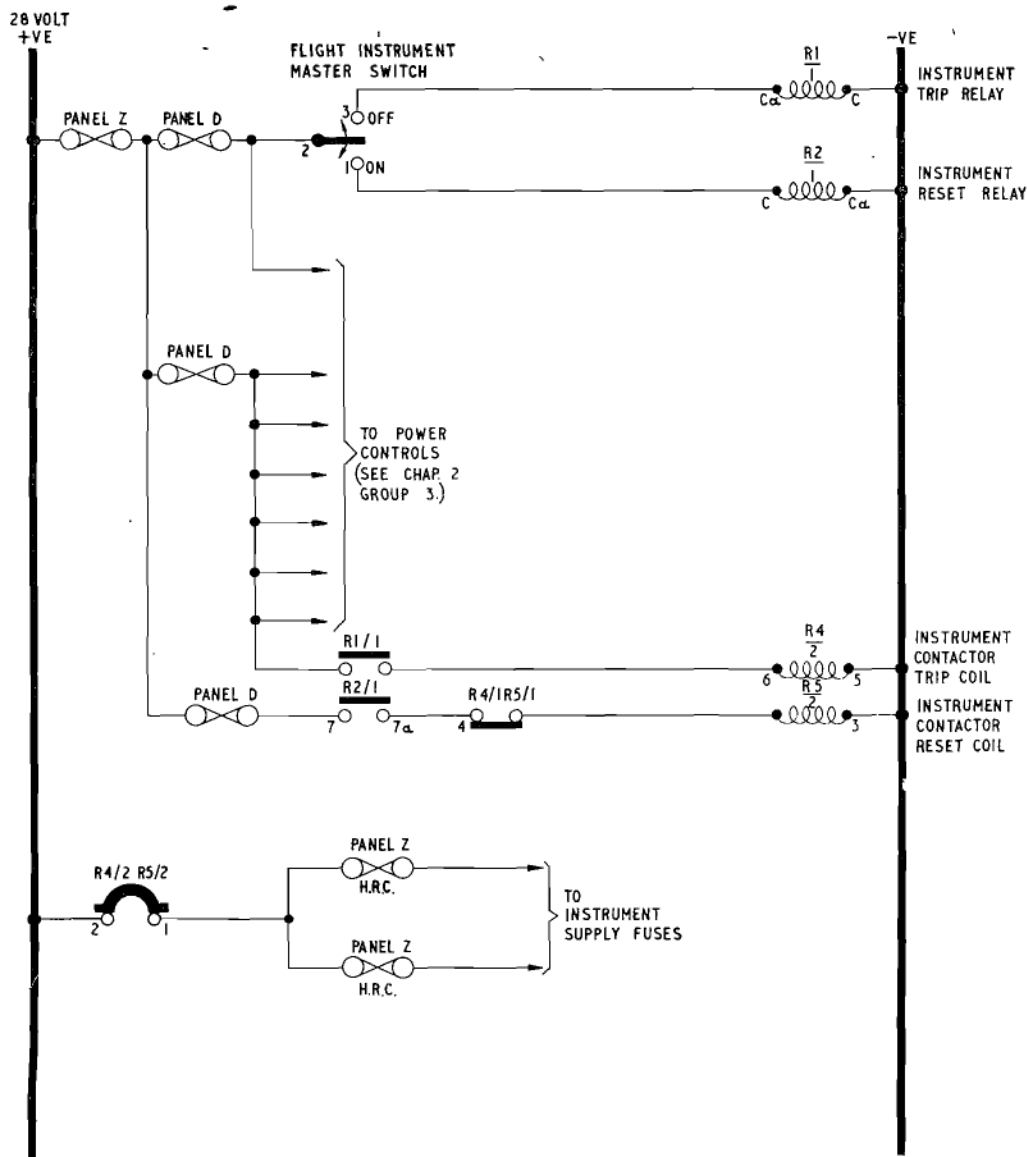 28 VOLT
+VE
-VE
FLIGHT INSTRUMENT
MASTER SWITCH
R1
1
Ca
C
INSTRUMENT
TRIP RELAY
PANEL Z
PANEL D
3
OFF
2
1
ON
R2
1
C
Ca
INSTRUMENT
RESET RELAY
PANEL D
TO POWER
CONTROLS
(SEE CHAP. 2
GROUP 3.)
R1/1
R4
2
6
5
INSTRUMENT
CONTACTOR
TRIP COIL
PANEL D
R2/1
7
7a
R4/1R5/1
4
R5
2
3
INSTRUMENT
CONTACTOR
RESET COIL
R4/2 R5/2
2
1
PANEL Z
H.R.C.
PANEL Z
H.R.C.
TO
INSTRUMENT
SUPPLY FUSES